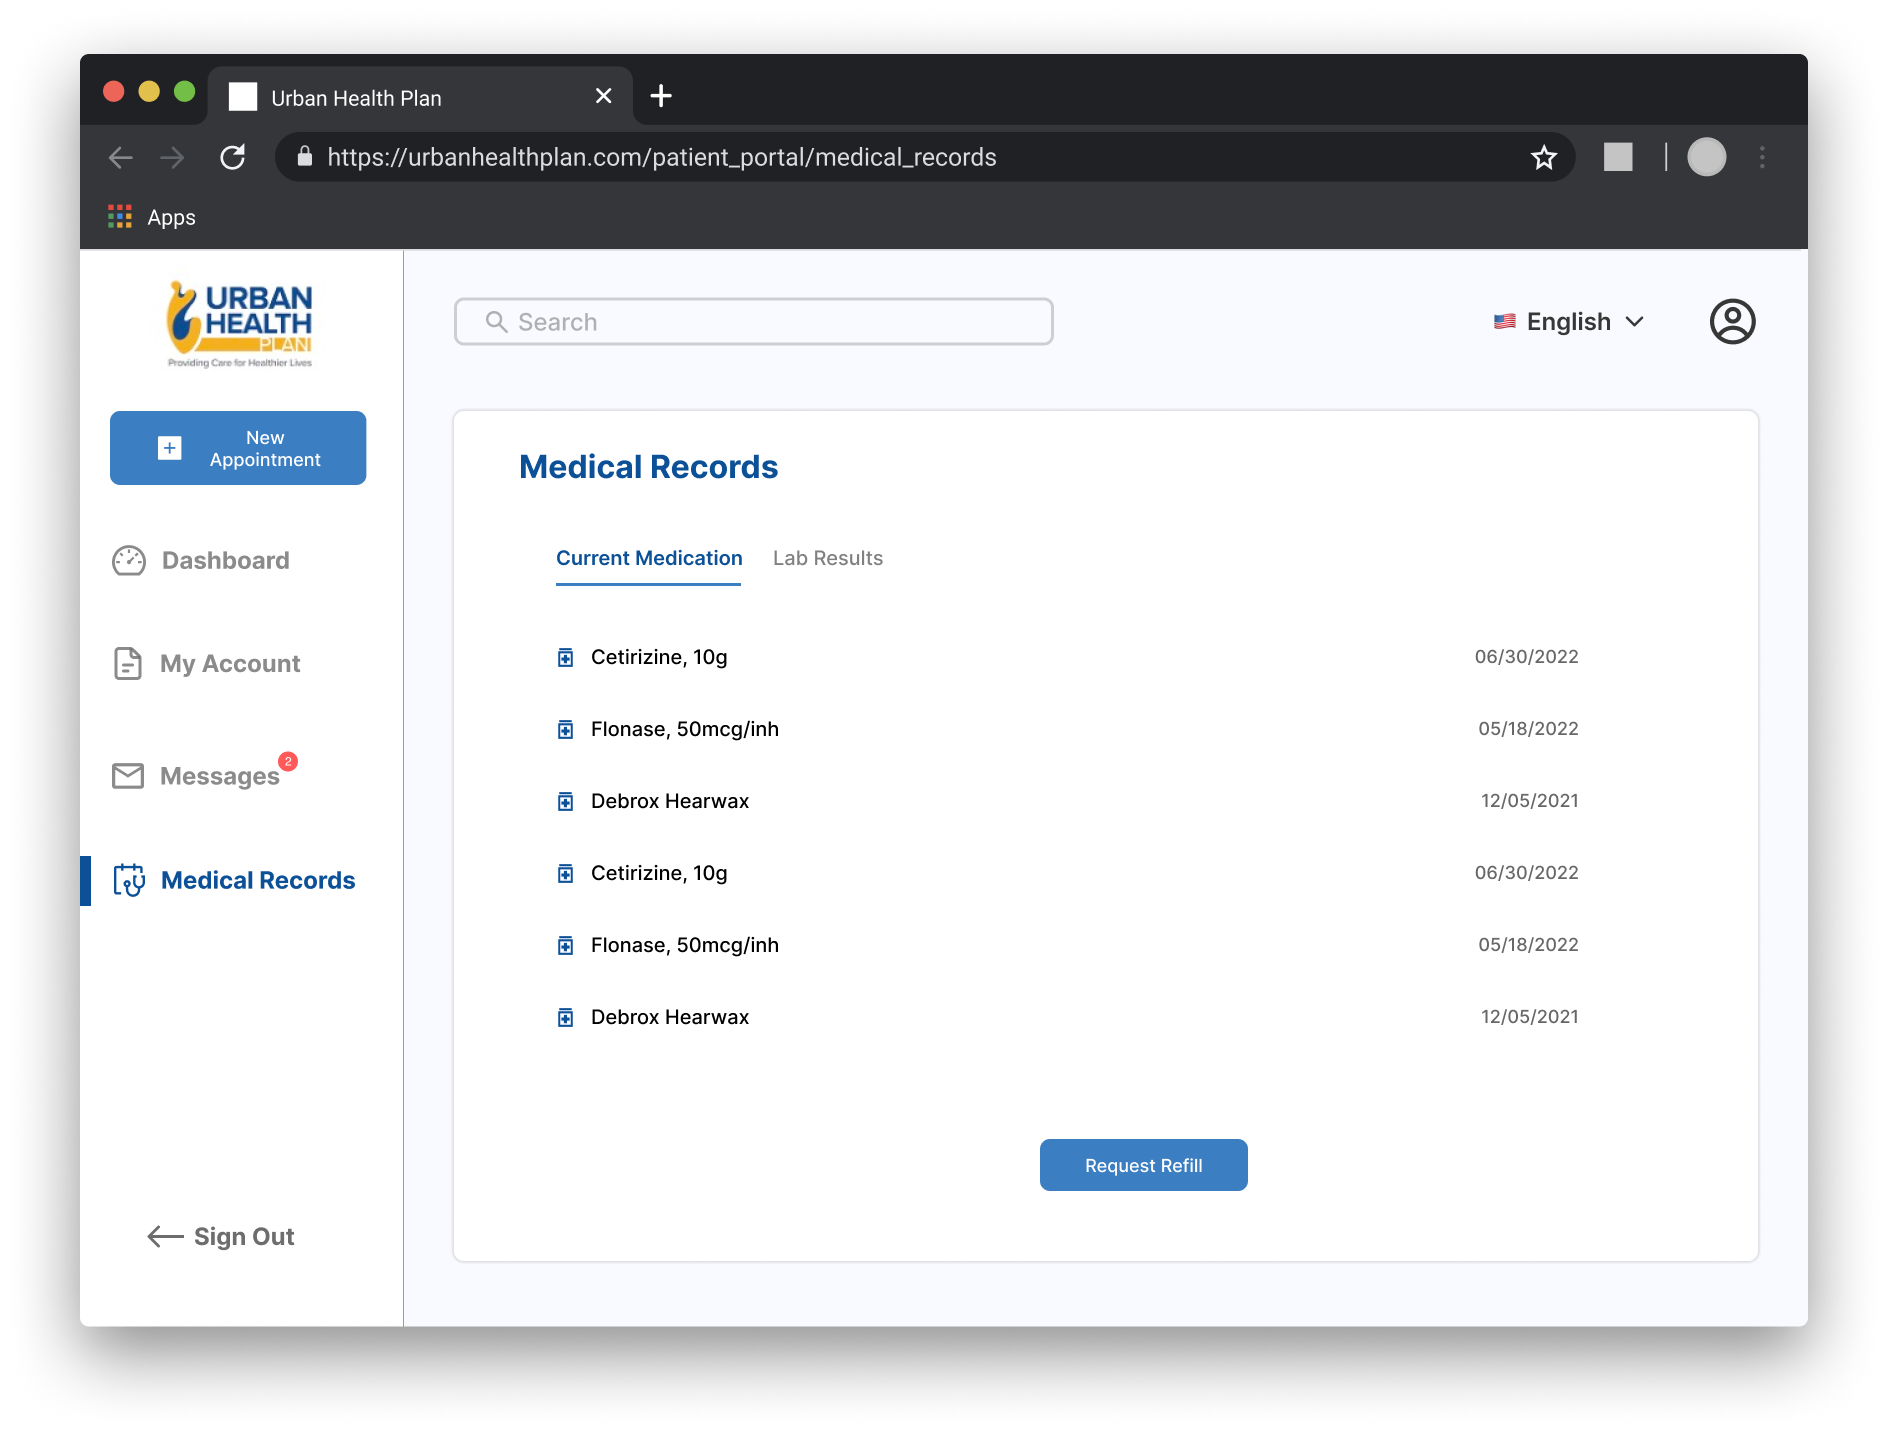 Urban Health Plan
https://urbanhealthplan.com/patient_portal/medical_records
Apps
URBAN
HEALTH
PLAN
Providing Care for Healthier Lives
Search
English
New
Appointment
Dashboard
My Account
Messages 2
Medical Records
Sign Out
Medical Records
Current Medication Lab Results
Cetirizine, 10g 06/30/2022
Flonase, 50mcg/inh 05/18/2022
Debrox Hearwax 12/05/2021
Cetirizine, 10g 06/30/2022
Flonase, 50mcg/inh 05/18/2022
Debrox Hearwax 12/05/2021
Request Refill